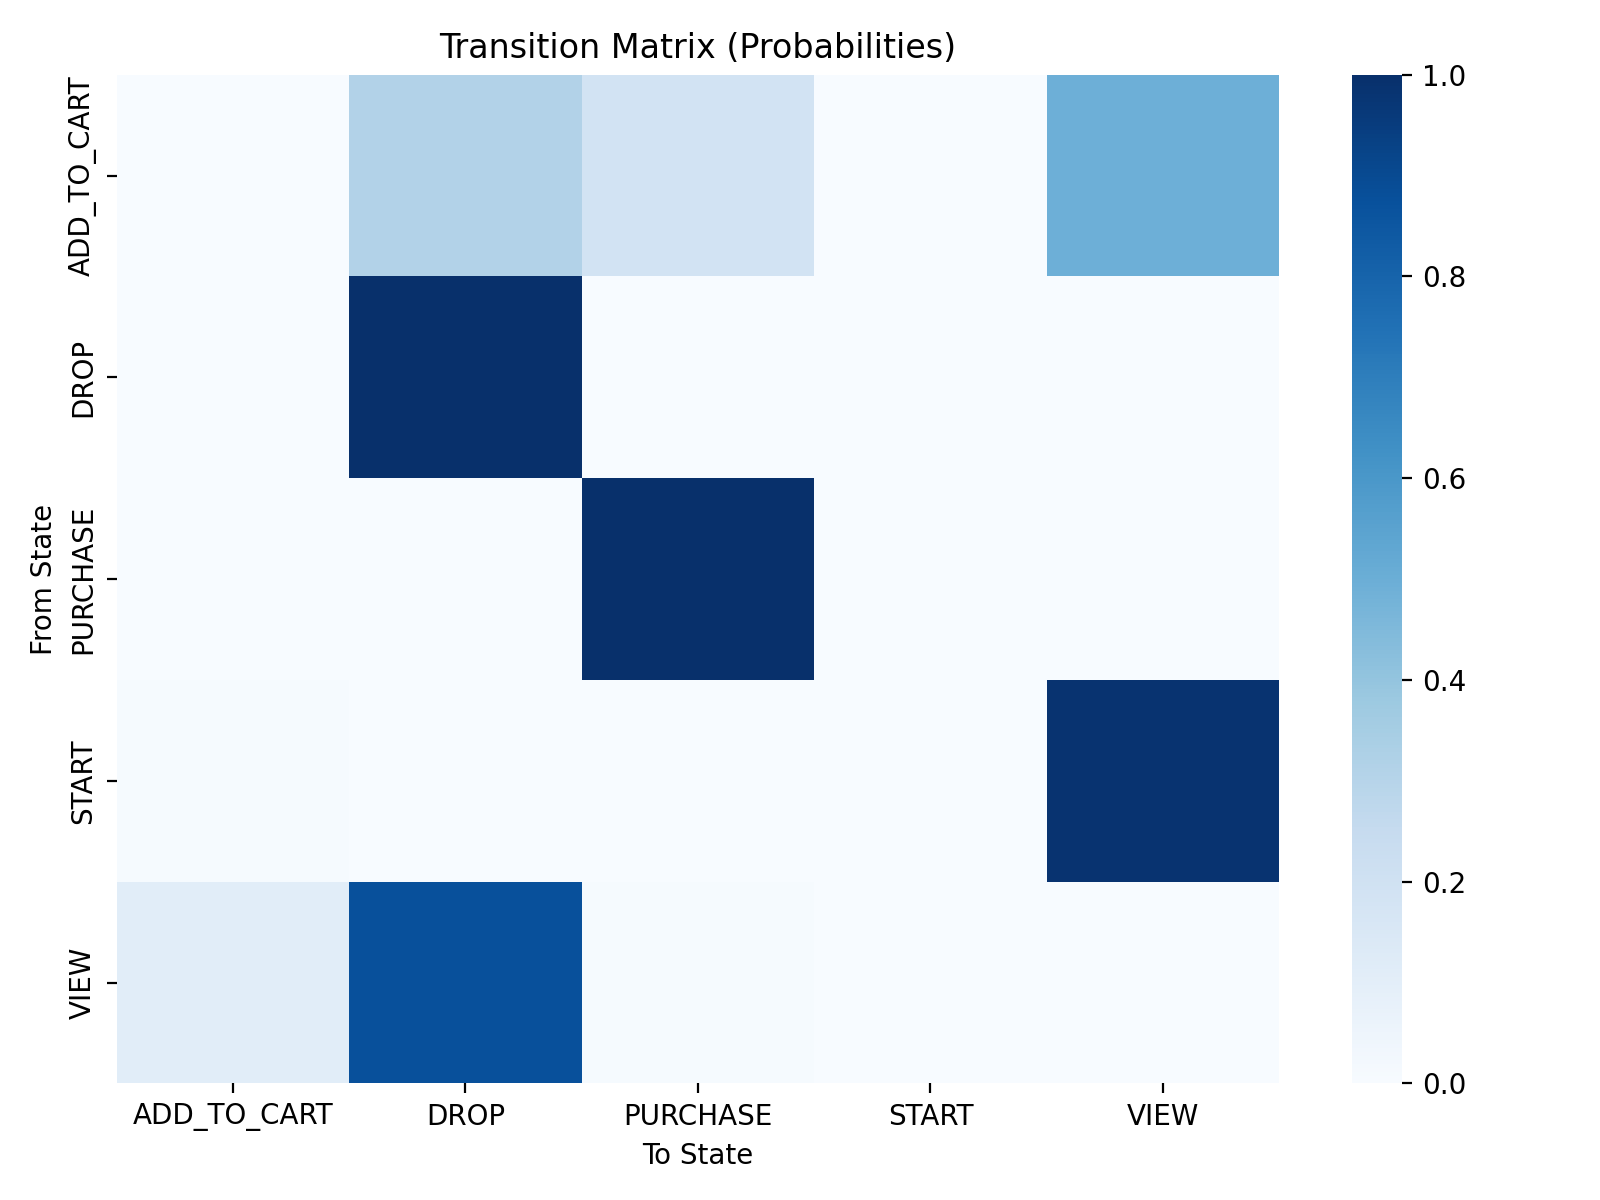 Transition Matrix (Probabilities)
From State
ADD_TO_CART
DROP
PURCHASE
START
VIEW
ADD_TO_CART
DROP
PURCHASE
START
VIEW
To State
1.0
0.8
0.6
0.4
0.2
0.0